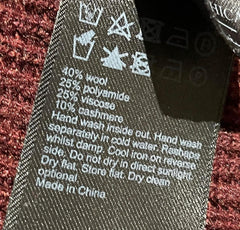 40% wool
25% polyamide
25% viscose
10% cashmere
Hand wash inside out. Hand wash
separately in cold water. Reshape
whilst damp. Cool iron on reverse
side. Do not dry in direct sunlight.
Dry flat. Store flat. Dry clean
optional
Made in China